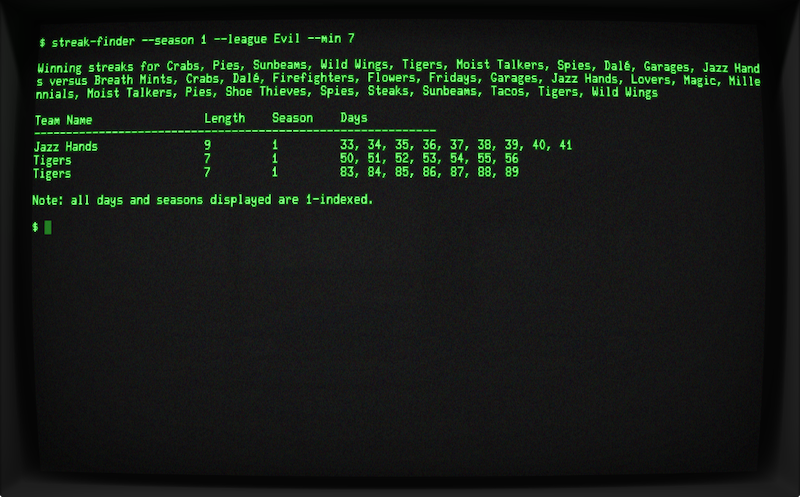 $ streak-finder --season 1 --league Evil --min 7
Winning streaks for Crabs, Pies, Sunbeams, Wild Wings, Tigers, Moist Talkers, Spies, Dalé, Garages, Jazz Hand
s versus Breath Mints, Crabs, Dalé, Firefighters, Flowers, Fridays, Garages, Jazz Hands, Lovers, Magic, Mille
nnials, Moist Talkers, Pies, Shoe Thieves, Spies, Steaks, Sunbeams, Tacos, Tigers, Wild Wings
Team Name Length Season Days
------------------------------------------------------------
Jazz Hands 9 1 33, 34, 35, 36, 37, 38, 39, 40, 41
Tigers 7 1 50, 51, 52, 53, 54, 55, 56
Tigers 7 1 83, 84, 85, 86, 87, 88, 89
Note: all days and seasons displayed are 1-indexed.
$